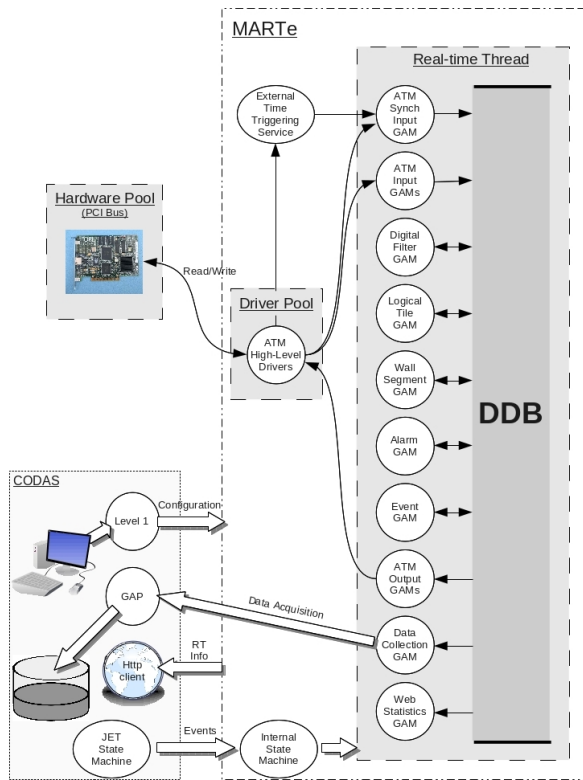 MARTe
Real-time Thread
External
Time
Triggering
Service
ATM
Synch
Input
GAM
ATM
Input
GAMs
Hardware Pool
(PCI Bus)
Digital
Filter
GAM
Read/Write
Driver Pool
Logical
Tile
GAM
ATM
High-Level
Drivers
Wall
Segment
GAM
DDB
Alarm
GAM
CODAS
Level 1
Configuration
Event
GAM
GAP
ATM
Output
GAMs
Data Acquisition
Data
Collection
GAM
Http
client
RT
Info
Web
Statistics
GAM
JET
State
Machine
Events
Internal
State
Machine